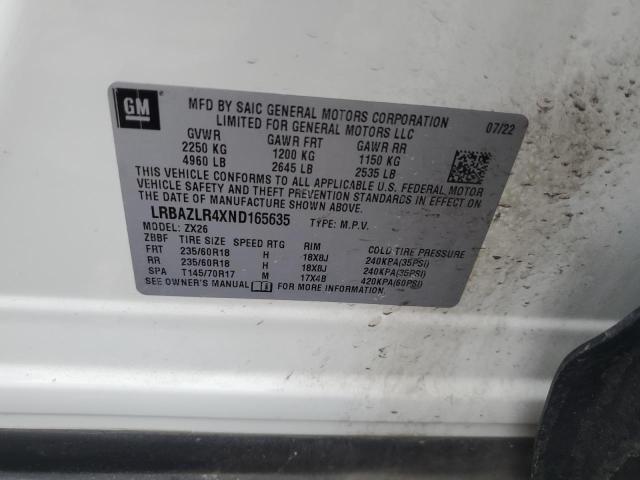 GM
MFD BY SAIC GENERAL MOTORS CORPORATION
LIMITED FOR GENERAL MOTORS LLC 07/22
GVWR GAWR FRT GAWR RR
2250 KG 1200 KG 1150 KG
4960 LB 2645 LB 2535 LB
THIS VEHICLE CONFORMS TO ALL APPLICABLE U.S. FEDERAL MOTOR
VEHICLE SAFETY AND THEFT PREVENTION STANDARDS IN EFFECT ON
THE DATE OF MANUFACTURE SHOWN ABOVE.
LRBAZLR4XND165635 TYPE: M.P.V.
MODEL: ZX26
ZBBF TIRE SIZE SPEED RTG RIM COLD TIRE PRESSURE
FRT 235/60R18 H 18X8J 240KPA(35PSI)
RR 235/60R18 H 18X8J 240KPA(35PSI)
SPA T145/70R17 M 17X4B 420KPA(60PSI)
SEE OWNER'S MANUAL FOR MORE INFORMATION.